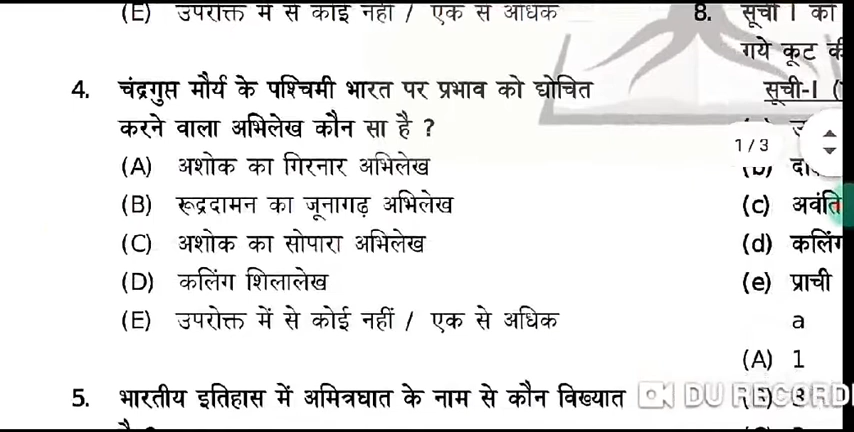 (E) उपरोक्त में से कोई नहीं / एक से अधिक
4. चंद्रगुप्त मौर्य के पश्चिमी भारत पर प्रभाव को द्योचित
करने वाला अभिलेख कौन सा है ?
(A) अशोक का गिरनार अभिलेख
(B) रूद्रदामन का जूनागढ़ अभिलेख
(C) अशोक का सोपारा अभिलेख
(D) कलिंग शिलालेख
(E) उपरोक्त में से कोई नहीं / एक से अधिक
5. भारतीय इतिहास में अमित्रघात के नाम से कौन विख्यात
8. सूची I को
गये कूट
सूची-I
1 / 3
(b)
(c) अवंति
(d) कलिंग
(e) प्राची
a
(A) 1
3
DU RECORD